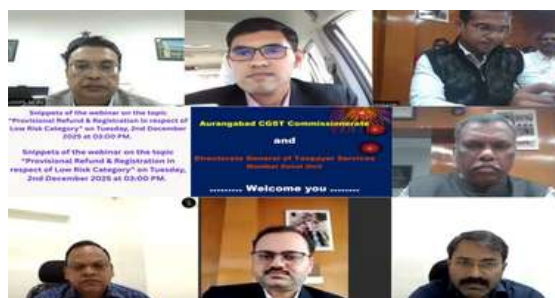 Snippets of the webinar on the topic
"Provisional Refund & Registration in respect of
Low Risk Category" on Tuesday, 2nd December
2025 at 03:00 PM.
Snippets of the webinar on the topic
"Provisional Refund & Registration in
respect of Low Risk Category" on Tuesday,
2nd December 2025 at 03:00 PM.
Aurangabad CGST Commissionerate
and
Directorate General of Taxpayer Services
Mumbai Zonal Unit
......... Welcome you ........